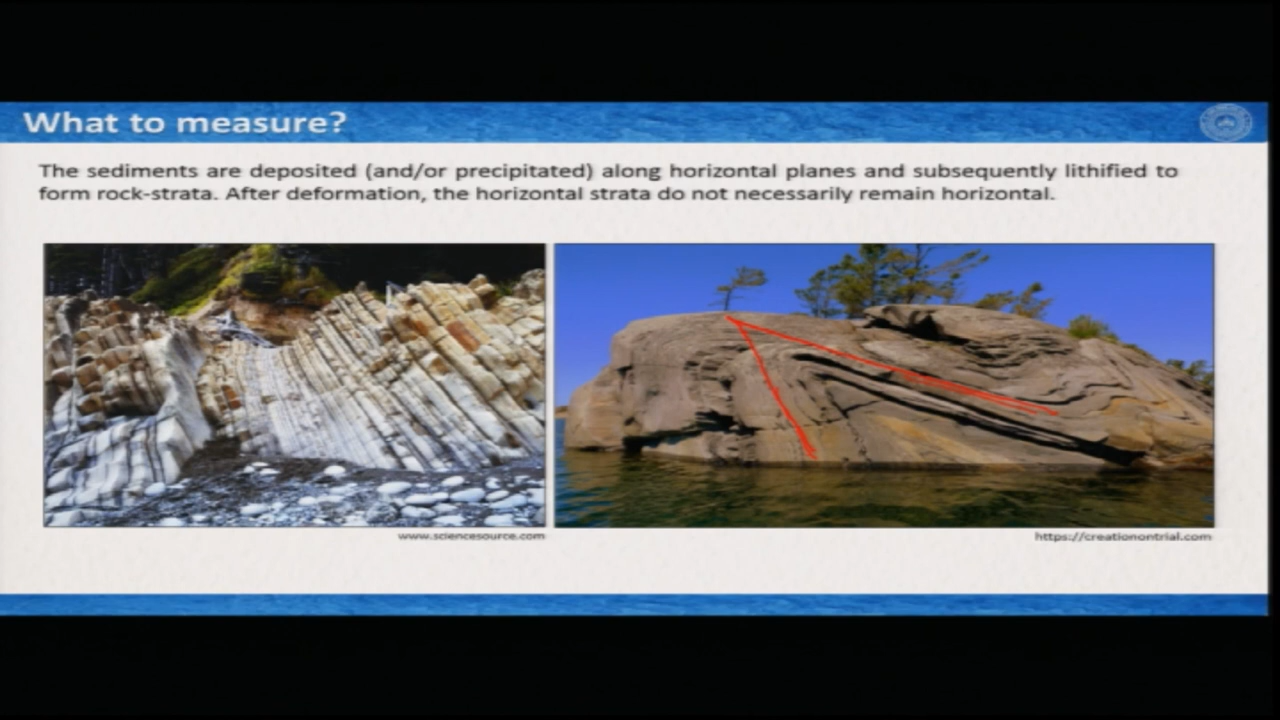 What to measure?
The sediments are deposited (and/or precipitated) along horizontal planes and subsequently lithified to
form rock-strata. After deformation, the horizontal strata do not necessarily remain horizontal.
www.sciencesource.com
https://creationontrial.com